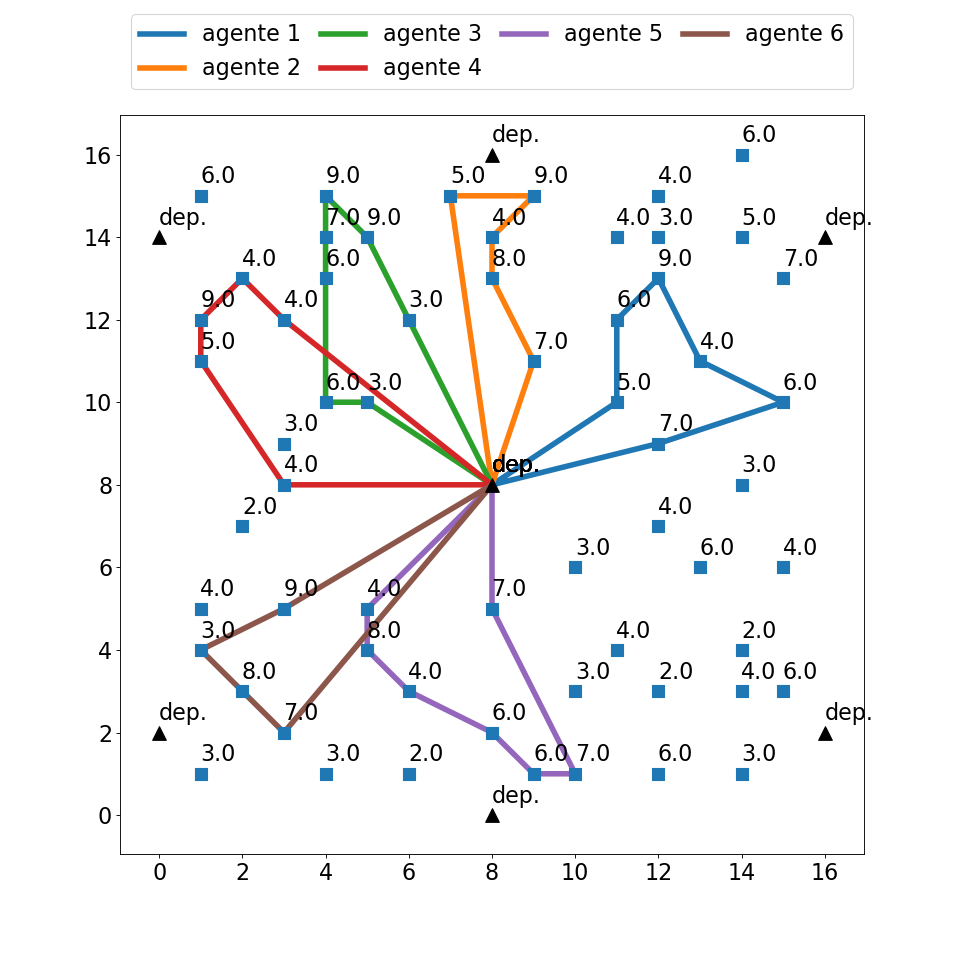 agente 1 agente 3 agente 5 agente 6
agente 2 agente 4
dep. 6.0
6.0 9.0 5.0 9.0 4.0
dep. 7.0 9.0 4.0 4.0 3.0 5.0 dep.
4.0 6.0 8.0 9.0 7.0
9.0 4.0 3.0 6.0
5.0 7.0 4.0
6.0 3.0 5.0 6.0
3.0 7.0
4.0 dep. 3.0
2.0 4.0
3.0 6.0 4.0
4.0 9.0 4.0 7.0
3.0 8.0 4.0 2.0
8.0 4.0 3.0 2.0 4.0 6.0
dep. 7.0 6.0 dep.
3.0 3.0 2.0 6.0 7.0 6.0 3.0
dep.
16
14
12
10
8
6
4
2
0
0 2 4 6 8 10 12 14 16